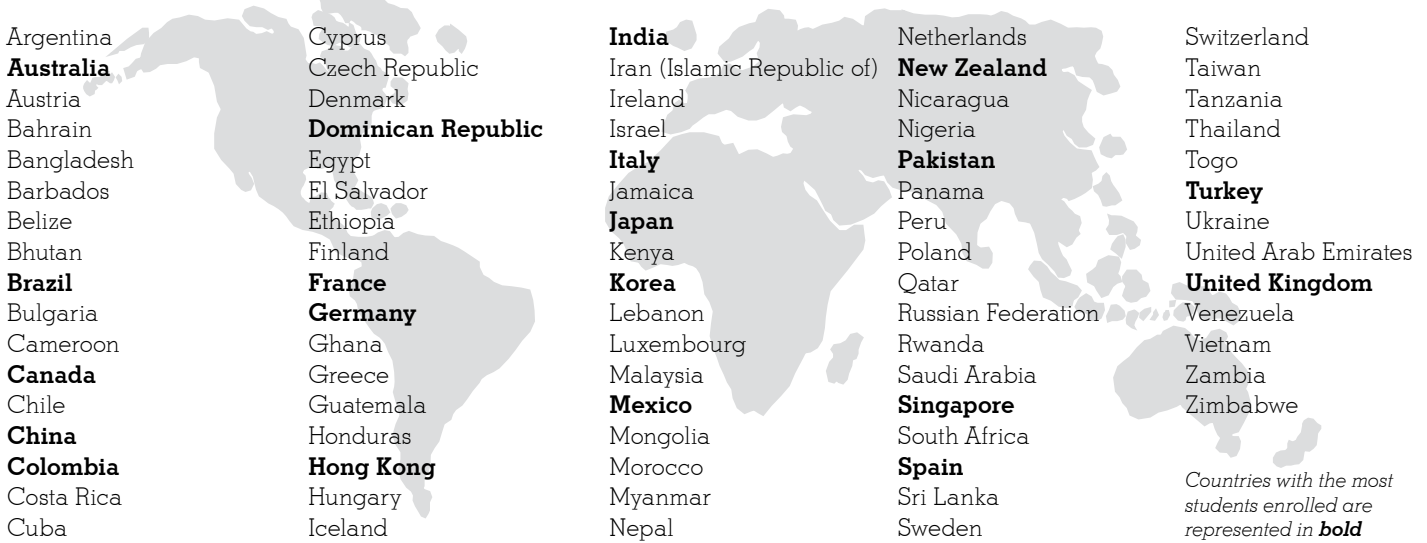 Argentina
Australia
Austria
Bahrain
Bangladesh
Barbados
Belize
Bhutan
Brazil
Bulgaria
Cameroon
Canada
Chile
China
Colombia
Costa Rica
Cuba
Cyprus
Czech Republic
Denmark
Dominican Republic
Egypt
El Salvador
Ethiopia
Finland
France
Germany
Ghana
Greece
Guatemala
Honduras
Hong Kong
Hungary
Iceland
India
Iran (Islamic Republic of)
Ireland
Israel
Italy
Jamaica
Japan
Kenya
Korea
Lebanon
Luxembourg
Malaysia
Mexico
Mongolia
Morocco
Myanmar
Nepal
Netherlands
New Zealand
Nicaragua
Nigeria
Pakistan
Panama
Peru
Poland
Qatar
Russian Federation
Rwanda
Saudi Arabia
Singapore
South Africa
Spain
Sri Lanka
Sweden
Switzerland
Taiwan
Tanzania
Thailand
Togo
Turkey
Ukraine
United Arab Emirates
United Kingdom
Venezuela
Vietnam
Zambia
Zimbabwe
Countries with the most
students enrolled are
represented in bold